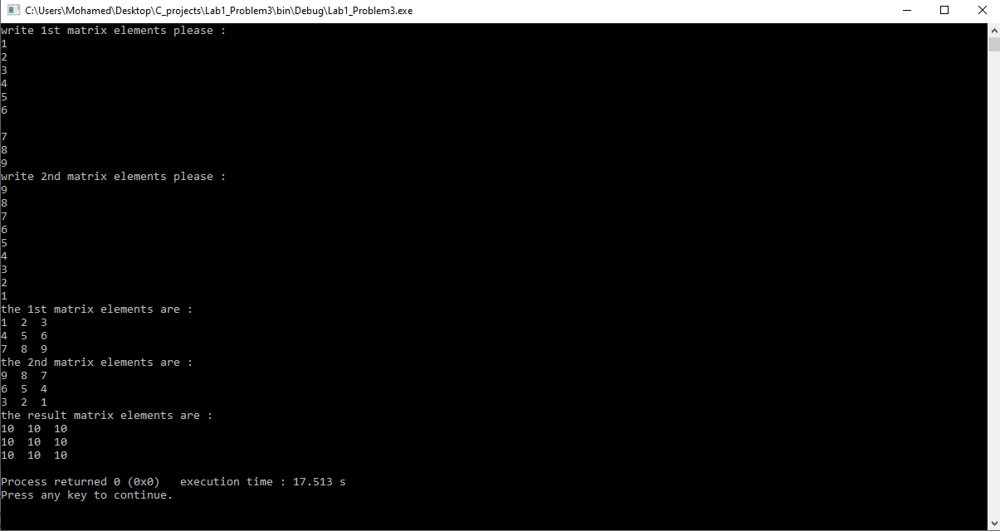 C:\Users\Mohamed\Desktop\C_projects\Lab1_Problem3\bin\Debug\Lab1_Problem3.exe
write 1st matrix elements please :
1
2
3
4
5
6

7
8
9
write 2nd matrix elements please :
9
8
7
6
5
4
3
2
1
the 1st matrix elements are :
1  2  3
4  5  6
7  8  9
the 2nd matrix elements are :
9  8  7
6  5  4
3  2  1
the result matrix elements are :
10  10  10
10  10  10
10  10  10

Process returned 0 (0x0)   execution time : 17.513 s
Press any key to continue.